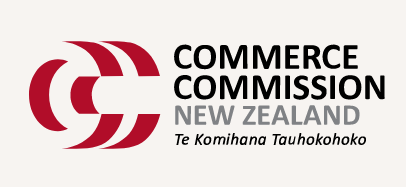 COMMERCE
COMMISSION
NEW ZEALAND
Te Komihana Tauhokohoko